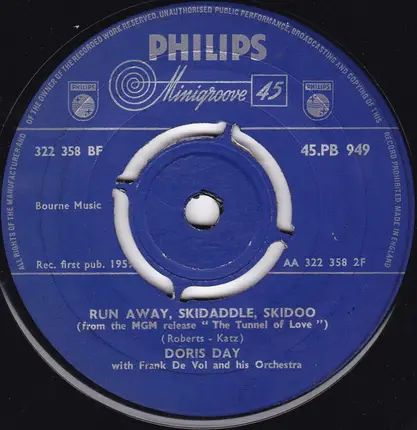 OF THE OWNER OF THE RECORDED WORK RESERVED. UNAUTHORISED PUBLIC PERFORMANCE, BROADCASTING AND COPYING
ALL RIGHTS OF THE MANUFACTURER AND
PHILIPS
Minigroove 45
PHILIPS
PHILIPS
322 358 BF
45.PB 949
Bourne Music
Rec. first pub. 195
AA 322 358 2F
PROHIBITED. MADE IN ENGLAND
RUN AWAY, SKIDADDLE, SKIDOO
(from the MGM release " The Tunnel of Love ")
(Roberts - Katz)
DORIS DAY
with Frank De Vol and his Orchestra